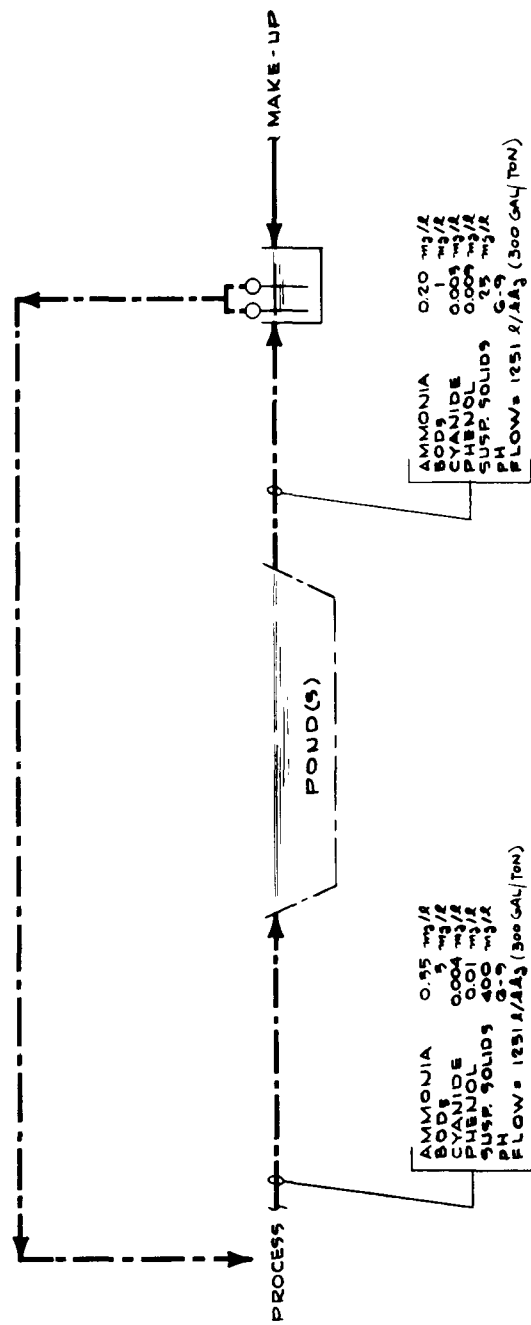 PROCESS
AMMONIA 0.55 mg/l
BOD5 5 mg/l
CYANIDE 0.004 mg/l
PHENOL 0.01 mg/l
SUSP. SOLIDS 400 mg/l
PH 6-9
FLOW = 1251 l/kkg (300 GAL/TON)
POND(S)
AMMONIA 0.20 mg/l
BOD5 1 mg/l
CYANIDE 0.003 mg/l
PHENOL 0.009 mg/l
SUSP. SOLIDS 25 mg/l
PH 6-9
FLOW = 1251 l/kkg (300 GAL/TON)
MAKE-UP